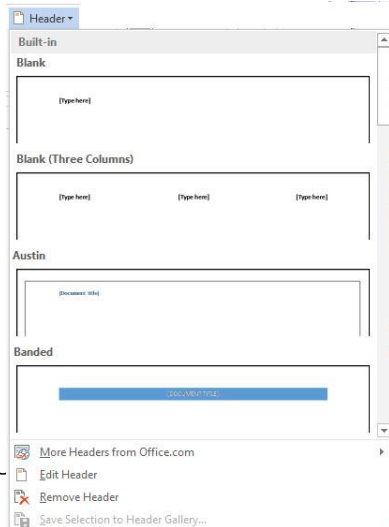 Header
Built-in
Blank
[Type here]
Blank (Three Columns)
[Type here] [Type here] [Type here]
Austin
[Document title]
Banded
[DOCUMENT TITLE]
More Headers from Office.com
Edit Header
Remove Header
Save Selection to Header Gallery...